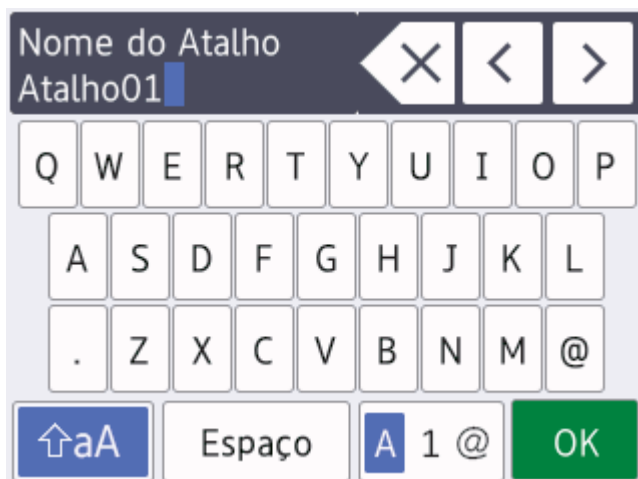 Nome do Atalho
Atalho01
Q W E R T Y U I O P
A S D F G H J K L
. Z X C V B N M @
aA Espaço A 1 @ OK